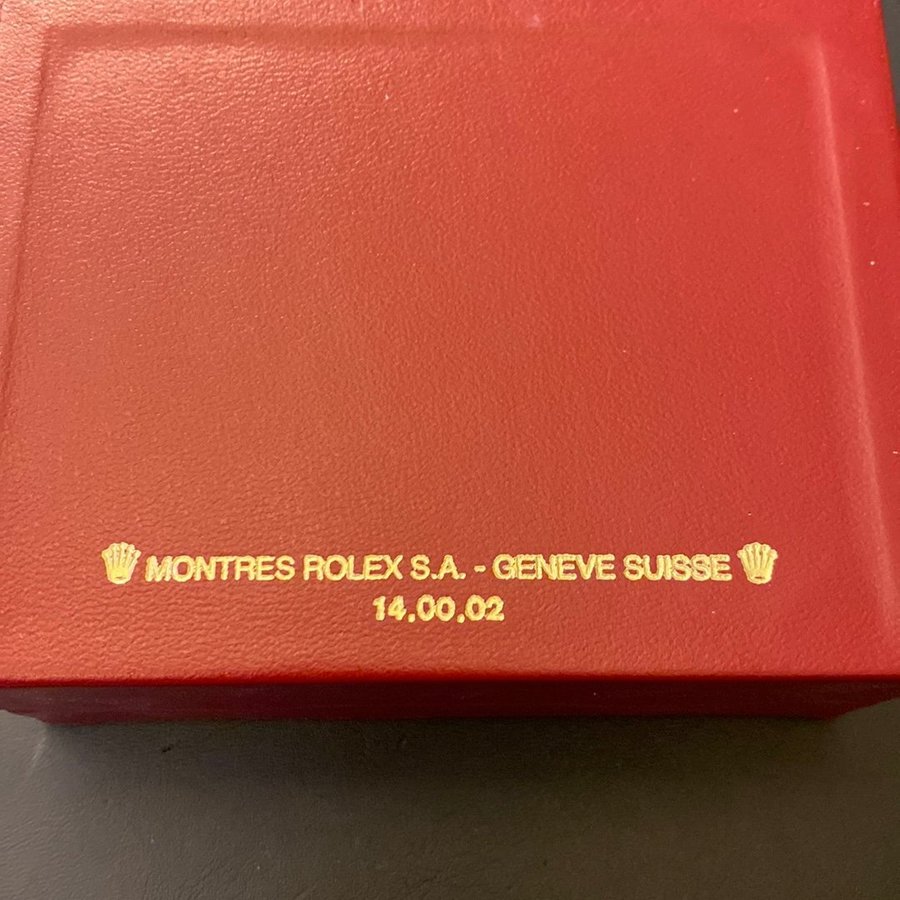 MONTRES ROLEX S.A. - GENEVE SUISSE
14.00.02